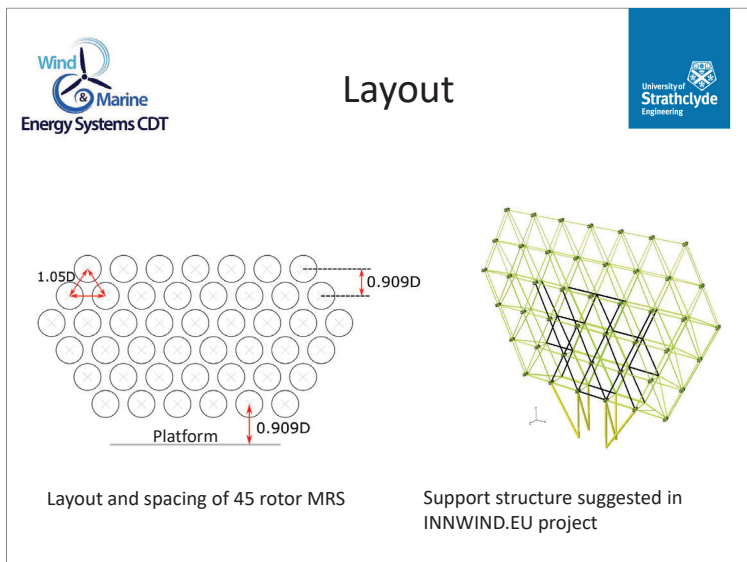 Wind
& Marine
Energy Systems CDT
Layout
University of
Strathclyde
Engineering
1.05D
0.909D
0.909D
Platform
Layout and spacing of 45 rotor MRS
Support structure suggested in
INNWIND.EU project